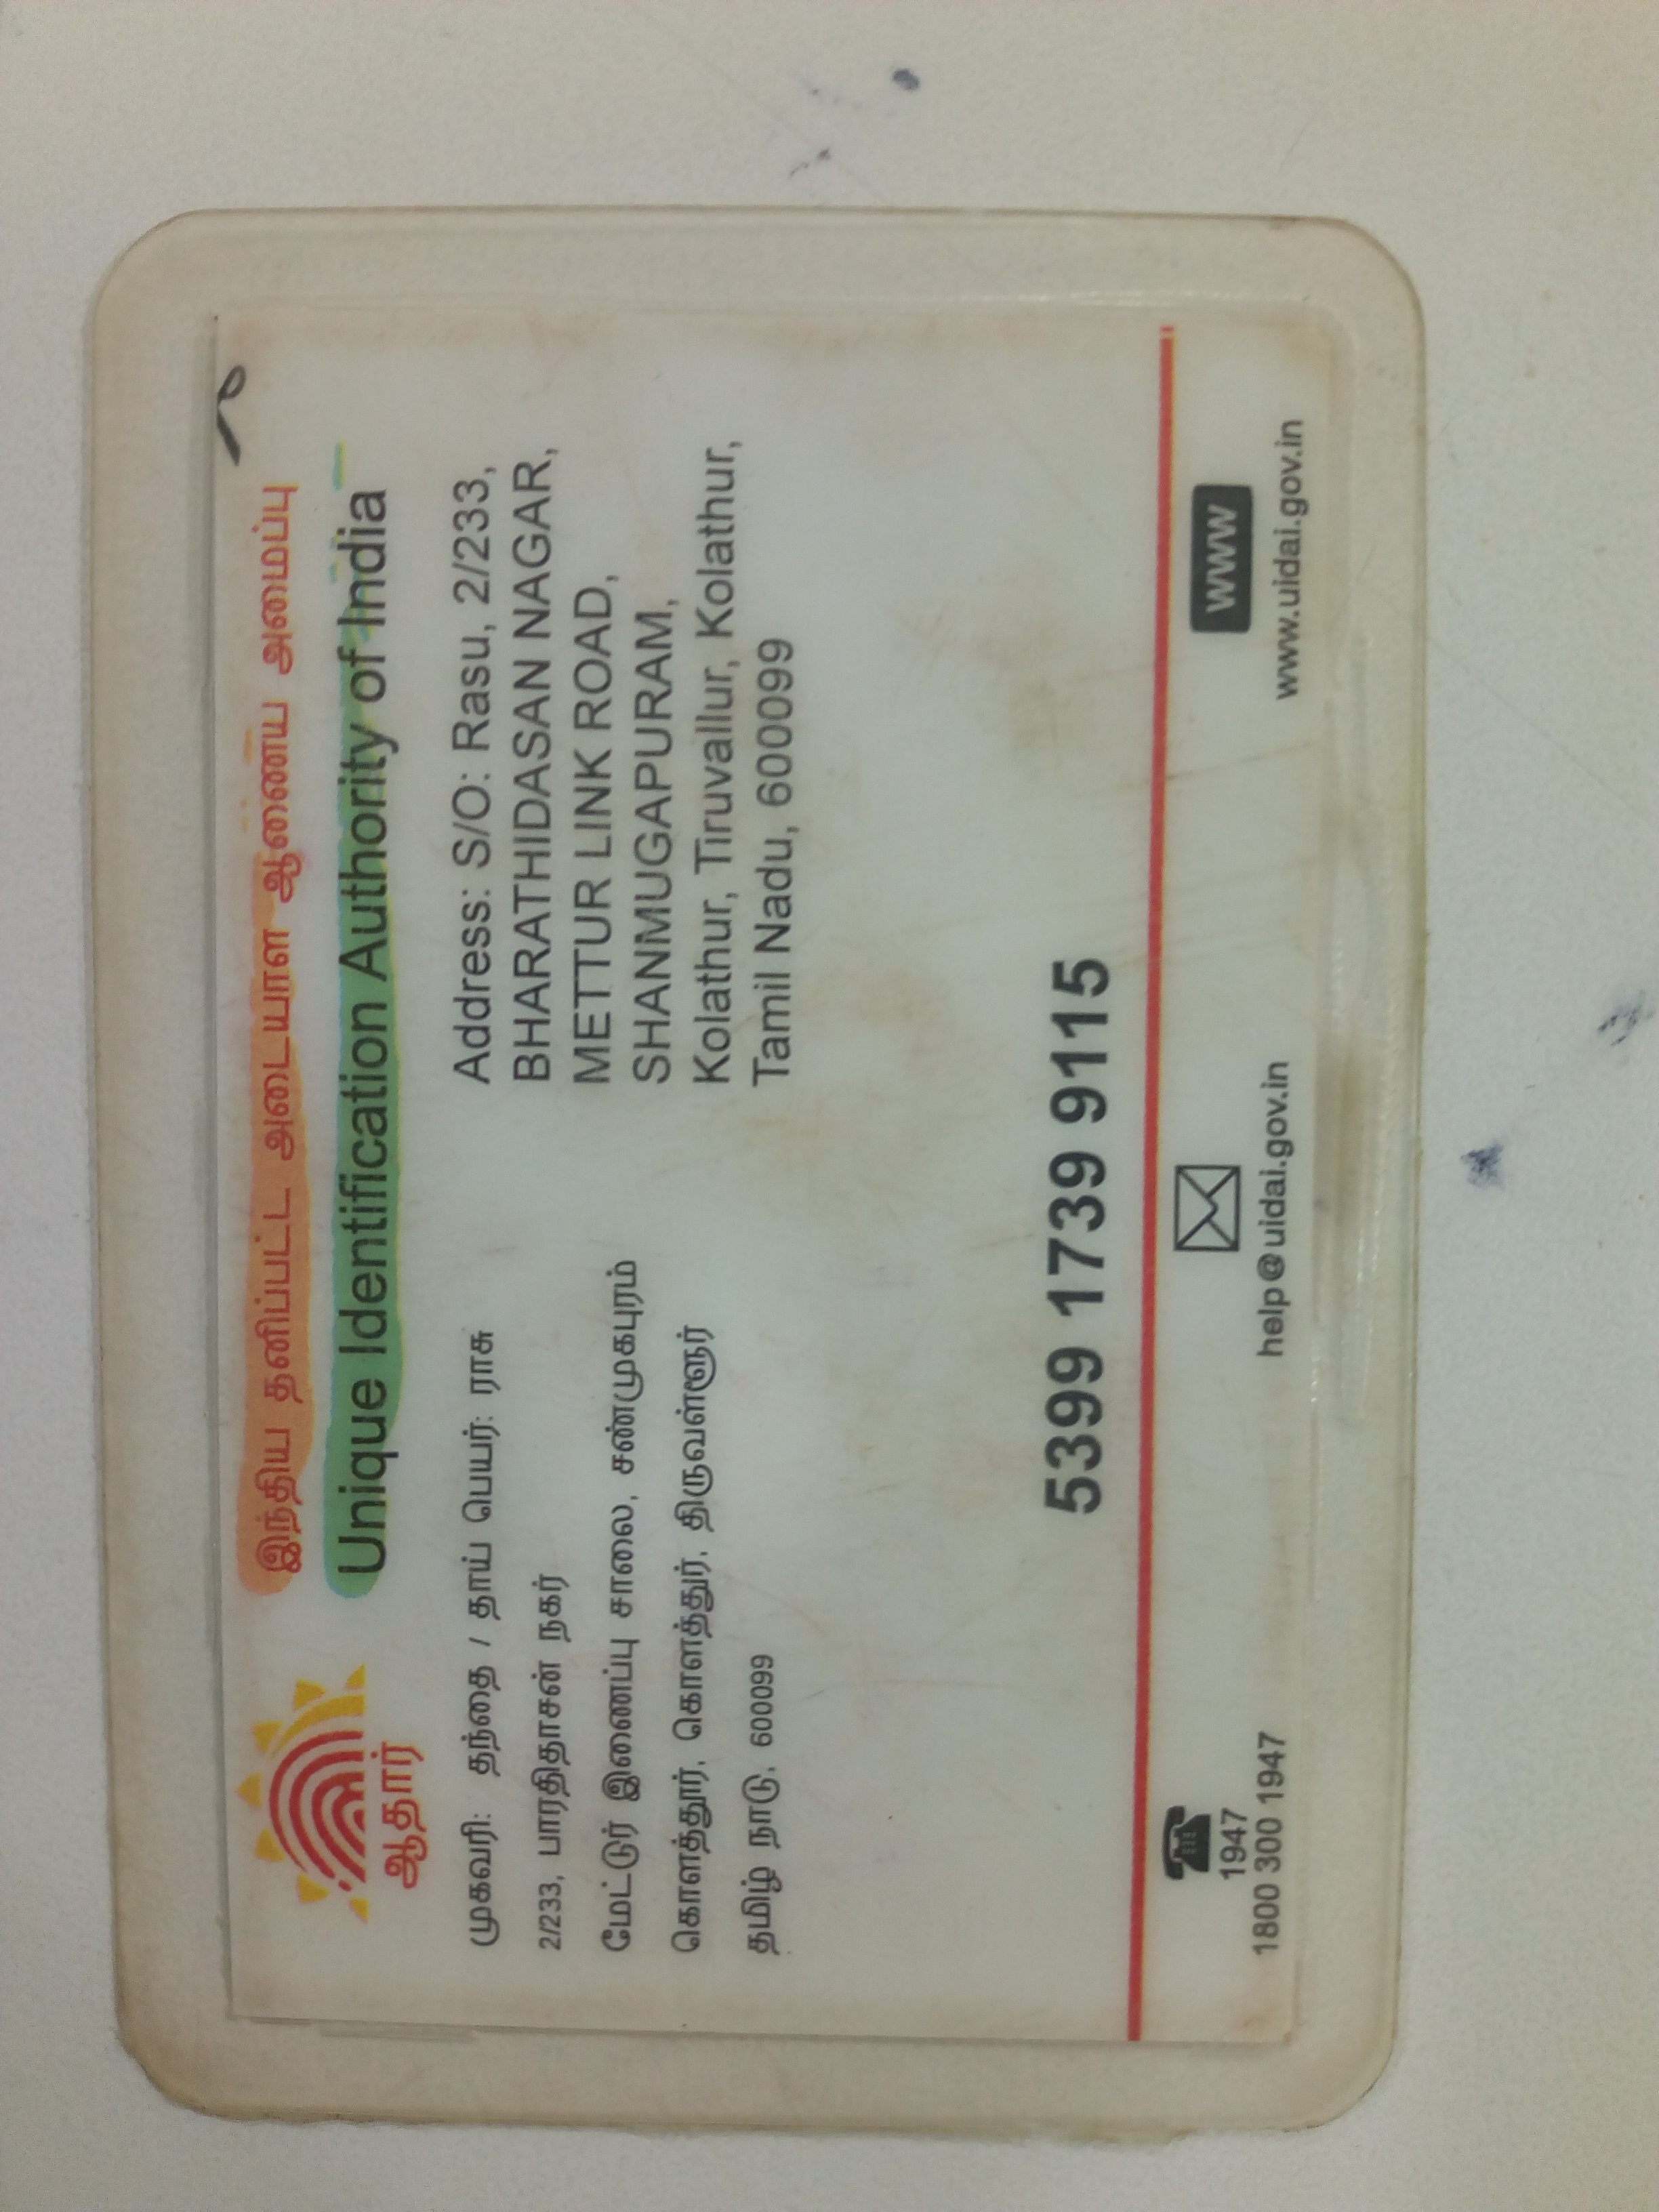 ஆதார்
இந்திய தனிப்பட்ட அடையாள ஆணைய அமைப்பு
Unique Identification Authority of India
முகவரி: தந்தை / தாய் பெயர்: ராசு
2/233, பாரதிதாசன் நகர்
மேட்டுர் இணைப்பு சாலை, சண்முகபுரம்
கொளத்தூர், கொளத்துர், திருவள்ளூர்
தமிழ் நாடு, 600099
Address: S/O: Rasu, 2/233,
BHARATHIDASAN NAGAR,
METTUR LINK ROAD,
SHANMUGAPURAM,
Kolathur, Tiruvallur, Kolathur,
Tamil Nadu, 600099
5399 1739 9115
1947
1800 300 1947
help@uidai.gov.in
WWW
www.uidai.gov.in